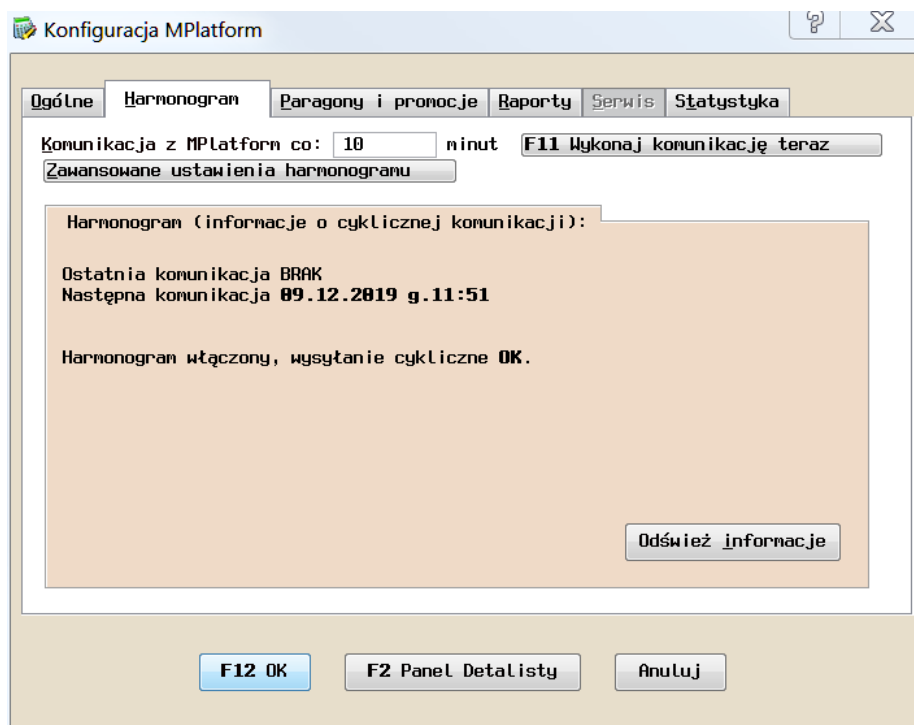 Konfiguracja MPlatform
Ogólne Harmonogram Paragony i promocje Raporty Serwis Statystyka
Komunikacja z MPlatform co: 10 minut F11 Wykonaj komunikację teraz
Zawansowane ustawienia harmonogramu
Harmonogram (informacje o cyklicznej komunikacji):
Ostatnia komunikacja BRAK
Następna komunikacja 09.12.2019 g.11:51
Harmonogram włączony, wysyłanie cykliczne OK.
Odśwież informacje
F12 OK F2 Panel Detalisty Anuluj